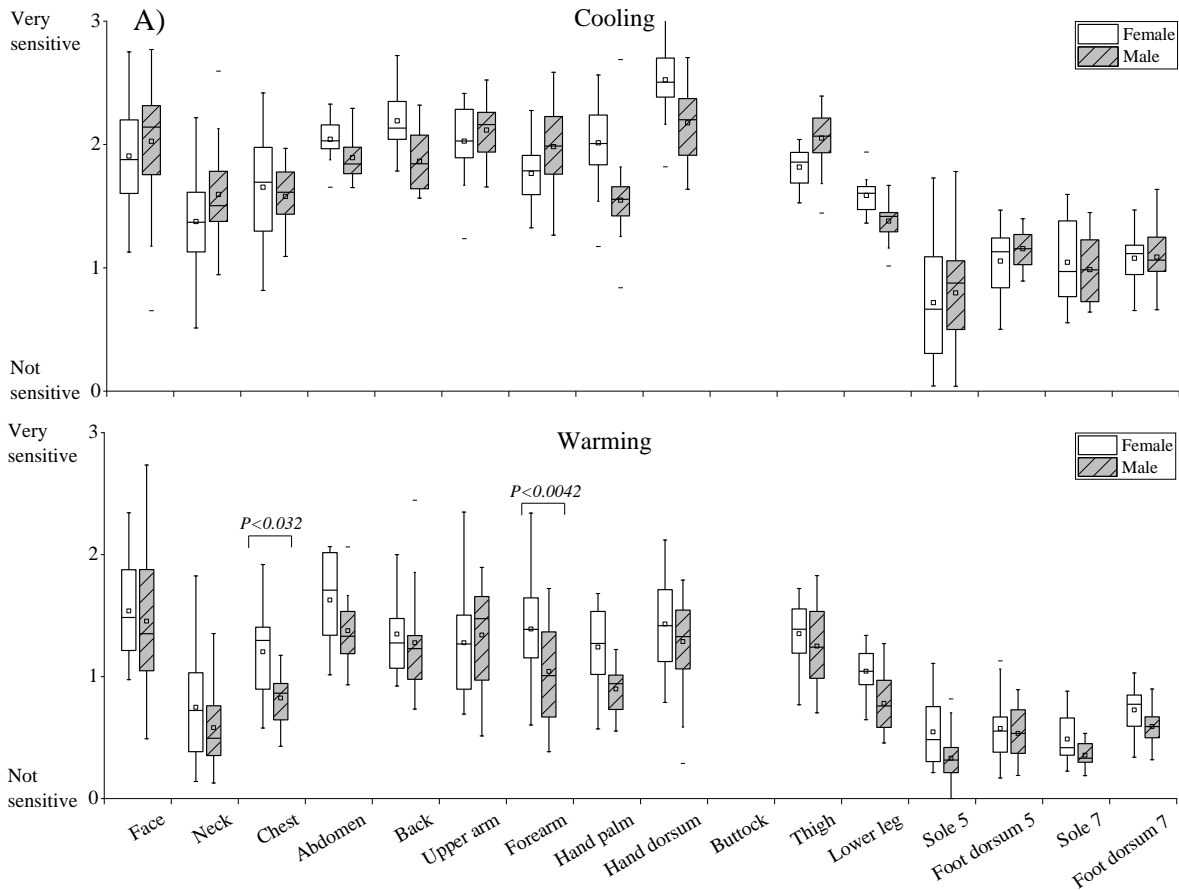 A)
Cooling
Very
sensitive
3
2
1
Not
sensitive
0
Female
Male
Warming
Very
sensitive
3
2
1
Not
sensitive
0
Female
Male
P<0.032
P<0.0042
Face
Neck
Chest
Abdomen
Back
Upper arm
Forearm
Hand palm
Hand dorsum
Buttock
Thigh
Lower leg
Sole 5
Foot dorsum 5
Sole 7
Foot dorsum 7